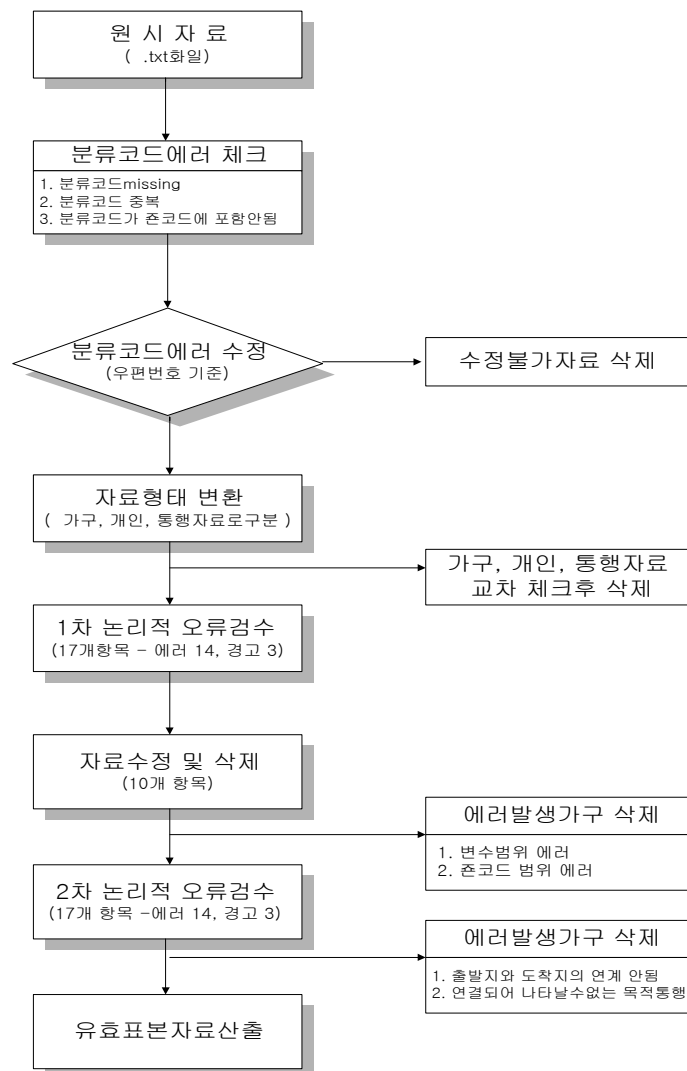 원 시 자 료
( .txt화일)
분류코드에러 체크
1. 분류코드missing
2. 분류코드 중복
3. 분류코드가 죤코드에 포함안됨
분류코드에러 수정
(우편번호 기준)
수정불가자료 삭제
자료형태 변환
( 가구, 개인, 통행자료로구분 )
가구, 개인, 통행자료
교차 체크후 삭제
1차 논리적 오류검수
(17개항목 - 에러 14, 경고 3)
자료수정 및 삭제
(10개 항목)
에러발생가구 삭제
1. 변수범위 에러
2. 죤코드 범위 에러
2차 논리적 오류검수
(17개 항목 -에러 14, 경고 3)
에러발생가구 삭제
1. 출발지와 도착지의 연계 안됨
2. 연결되어 나타날수없는 목적통행
유효표본자료산출